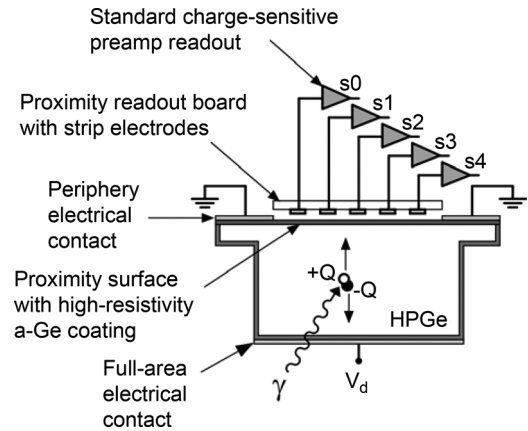 Standard charge-sensitive
preamp readout
s0
s1
s2
s3
s4
Proximity readout board
with strip electrodes
Periphery
electrical
contact
Proximity surface
with high-resistivity
a-Ge coating
+Q
-Q
HPGe
Full-area
electrical
contact
γ
Vd